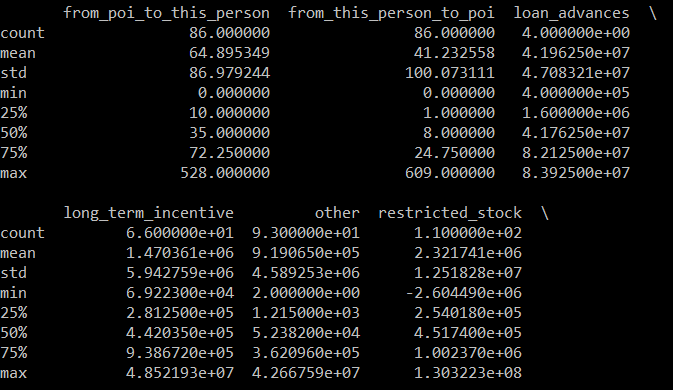 from_poi_to_this_person  from_this_person_to_poi  loan_advances  \
count                86.000000                86.000000   4.000000e+00
mean                 64.895349                41.232558   4.196250e+07
std                  86.979244               100.073111   4.708321e+07
min                   0.000000                 0.000000   4.000000e+05
25%                  10.000000                 1.000000   1.600000e+06
50%                  35.000000                 8.000000   4.176250e+07
75%                  72.250000                24.750000   8.212500e+07
max                 528.000000               609.000000   8.392500e+07

       long_term_incentive         other  restricted_stock  \
count         6.600000e+01  9.300000e+01      1.100000e+02
mean          1.470361e+06  9.190650e+05      2.321741e+06
std           5.942759e+06  4.589253e+06      1.251828e+07
min           6.922300e+04  2.000000e+00     -2.604490e+06
25%           2.812500e+05  1.215000e+03      2.540180e+05
50%           4.420350e+05  5.238200e+04      4.517400e+05
75%           9.386720e+05  3.620960e+05      1.002370e+06
max           4.852193e+07  4.266759e+07      1.303223e+08